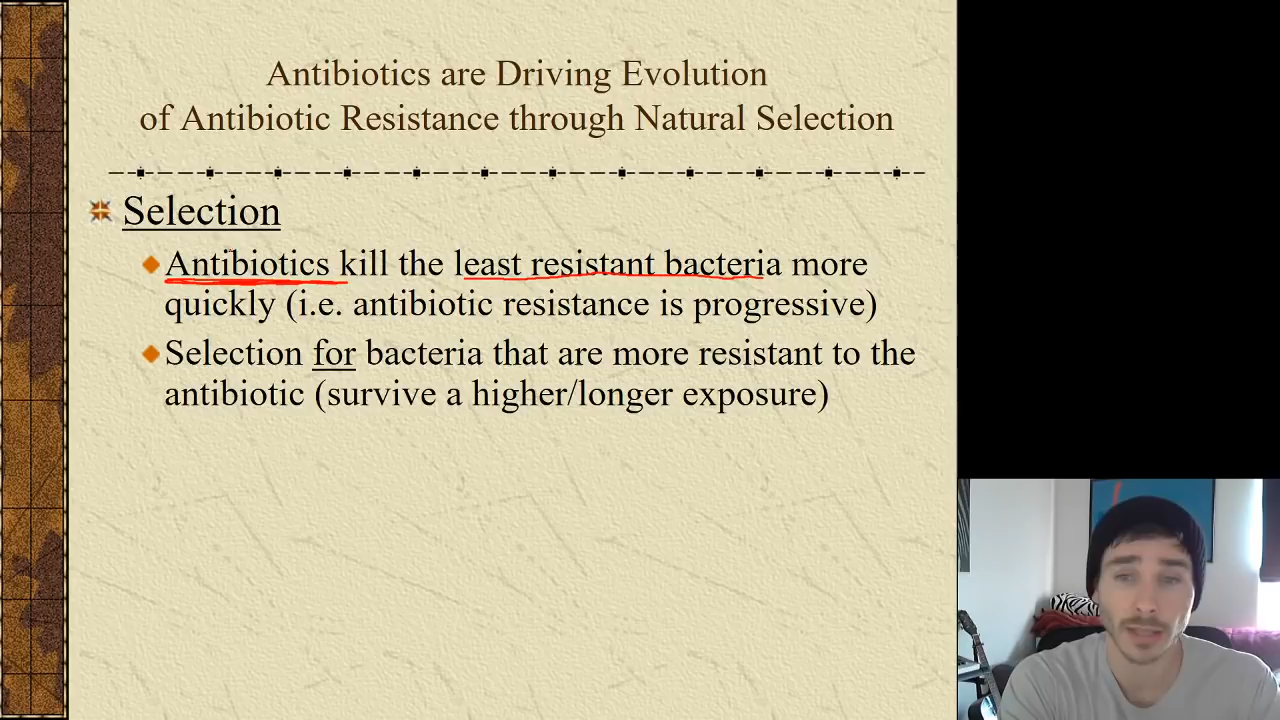 Antibiotics are Driving Evolution
of Antibiotic Resistance through Natural Selection
Selection
Antibiotics kill the least resistant bacteria more
quickly (i.e. antibiotic resistance is progressive)
Selection for bacteria that are more resistant to the
antibiotic (survive a higher/longer exposure)